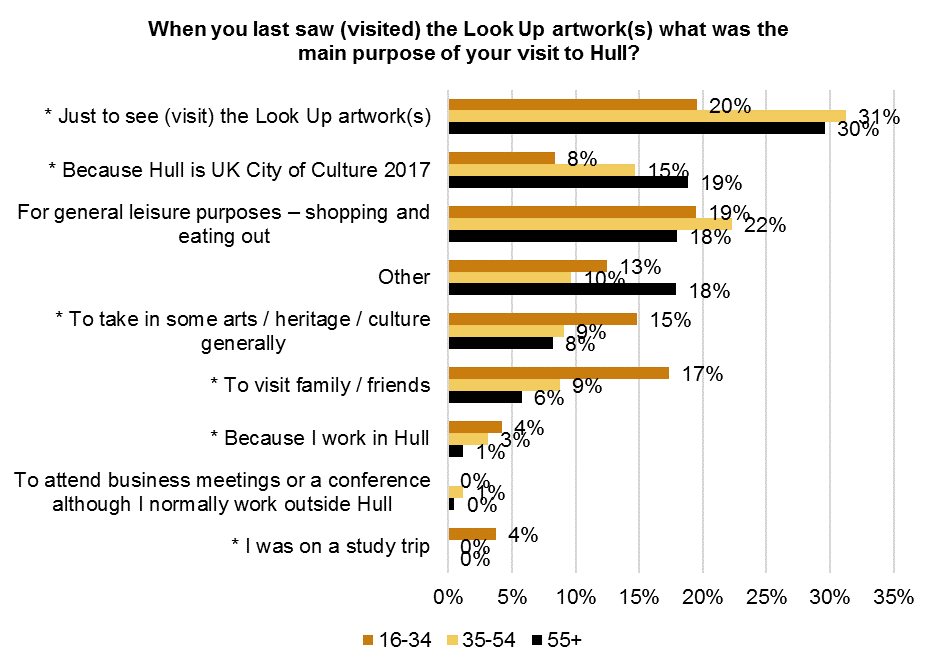 When you last saw (visited) the Look Up artwork(s) what was the
main purpose of your visit to Hull?
* Just to see (visit) the Look Up artwork(s)
20%
31%
30%
* Because Hull is UK City of Culture 2017
8%
15%
19%
For general leisure purposes – shopping and
eating out
19%
22%
18%
Other
13%
10%
18%
* To take in some arts / heritage / culture
generally
15%
9%
8%
* To visit family / friends
17%
9%
6%
* Because I work in Hull
4%
3%
1%
To attend business meetings or a conference
although I normally work outside Hull
0%
1%
0%
* I was on a study trip
4%
0%
0%
0% 5% 10% 15% 20% 25% 30% 35%
16-34 35-54 55+